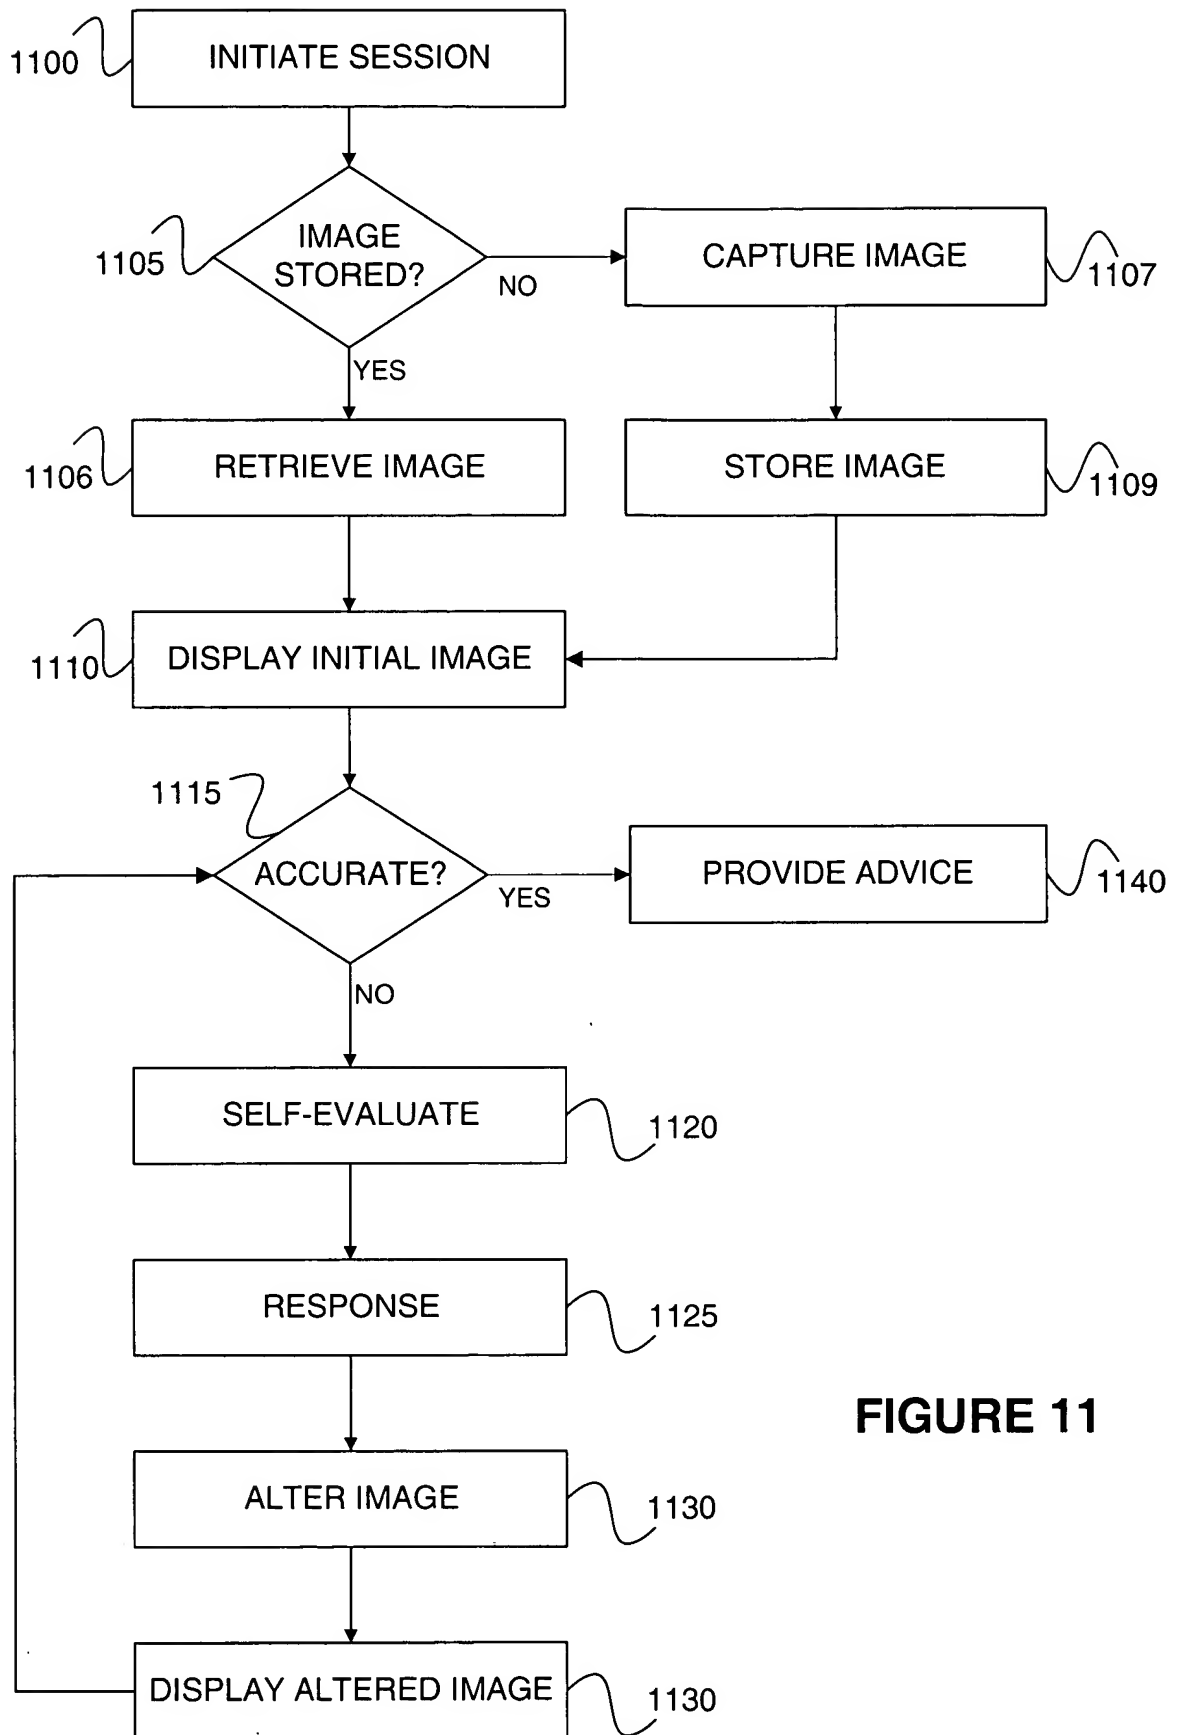 1100
INITIATE SESSION
1105
IMAGE
STORED?
NO
CAPTURE IMAGE
1107
YES
1106
RETRIEVE IMAGE
STORE IMAGE
1109
1110
DISPLAY INITIAL IMAGE
1115
ACCURATE?
YES
PROVIDE ADVICE
1140
NO
SELF-EVALUATE
1120
RESPONSE
1125
FIGURE 11
ALTER IMAGE
1130
DISPLAY ALTERED IMAGE
1130